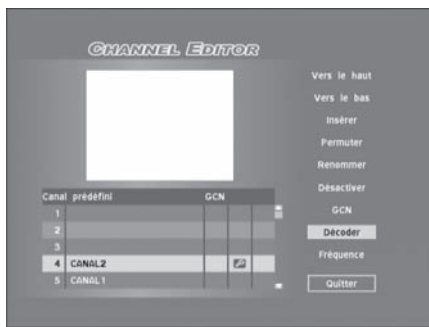 CHANNEL EDITOR
Vers le haut
Vers le bas
Insérer
Permuter
Renommer
Désactiver
GCN
Décoder
Fréquence
Quitter
Canal prédéfini GCN
1
2
3
4 CANAL2
5 CANAL1